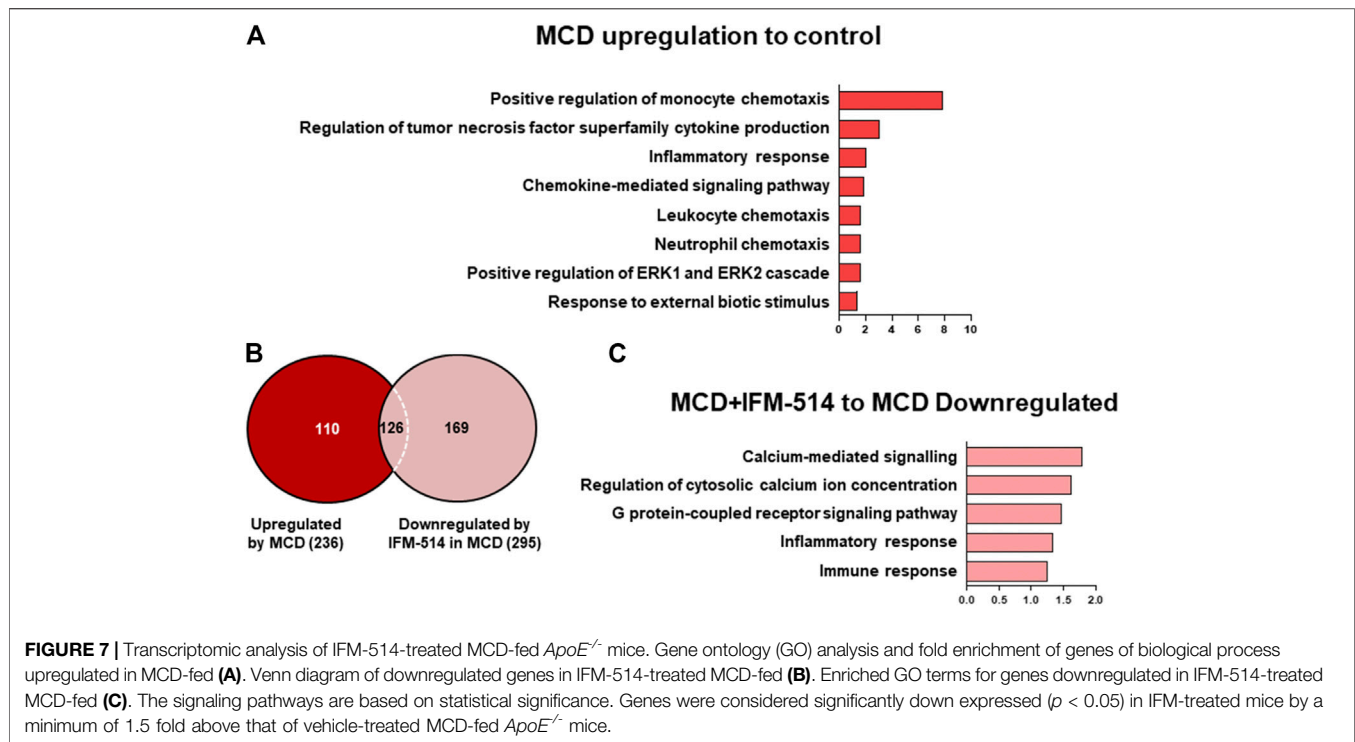 A
MCD upregulation to control
Positive regulation of monocyte chemotaxis
Regulation of tumor necrosis factor superfamily cytokine production
Inflammatory response
Chemokine-mediated signaling pathway
Leukocyte chemotaxis
Neutrophil chemotaxis
Positive regulation of ERK1 and ERK2 cascade
Response to external biotic stimulus
0 2 4 6 8 10
B
110 126 169
Upregulated
by MCD (236)
Downregulated by
IFM-514 in MCD (295)
C
MCD+IFM-514 to MCD Downregulated
Calcium-mediated signalling
Regulation of cytosolic calcium ion concentration
G protein-coupled receptor signaling pathway
Inflammatory response
Immune response
0.0 0.5 1.0 1.5 2.0
FIGURE 7 | Transcriptomic analysis of IFM-514-treated MCD-fed ApoE-/- mice. Gene ontology (GO) analysis and fold enrichment of genes of biological process
upregulated in MCD-fed (A). Venn diagram of downregulated genes in IFM-514-treated MCD-fed (B). Enriched GO terms for genes downregulated in IFM-514-treated
MCD-fed (C). The signaling pathways are based on statistical significance. Genes were considered significantly down expressed (p < 0.05) in IFM-treated mice by a
minimum of 1.5 fold above that of vehicle-treated MCD-fed ApoE-/- mice.